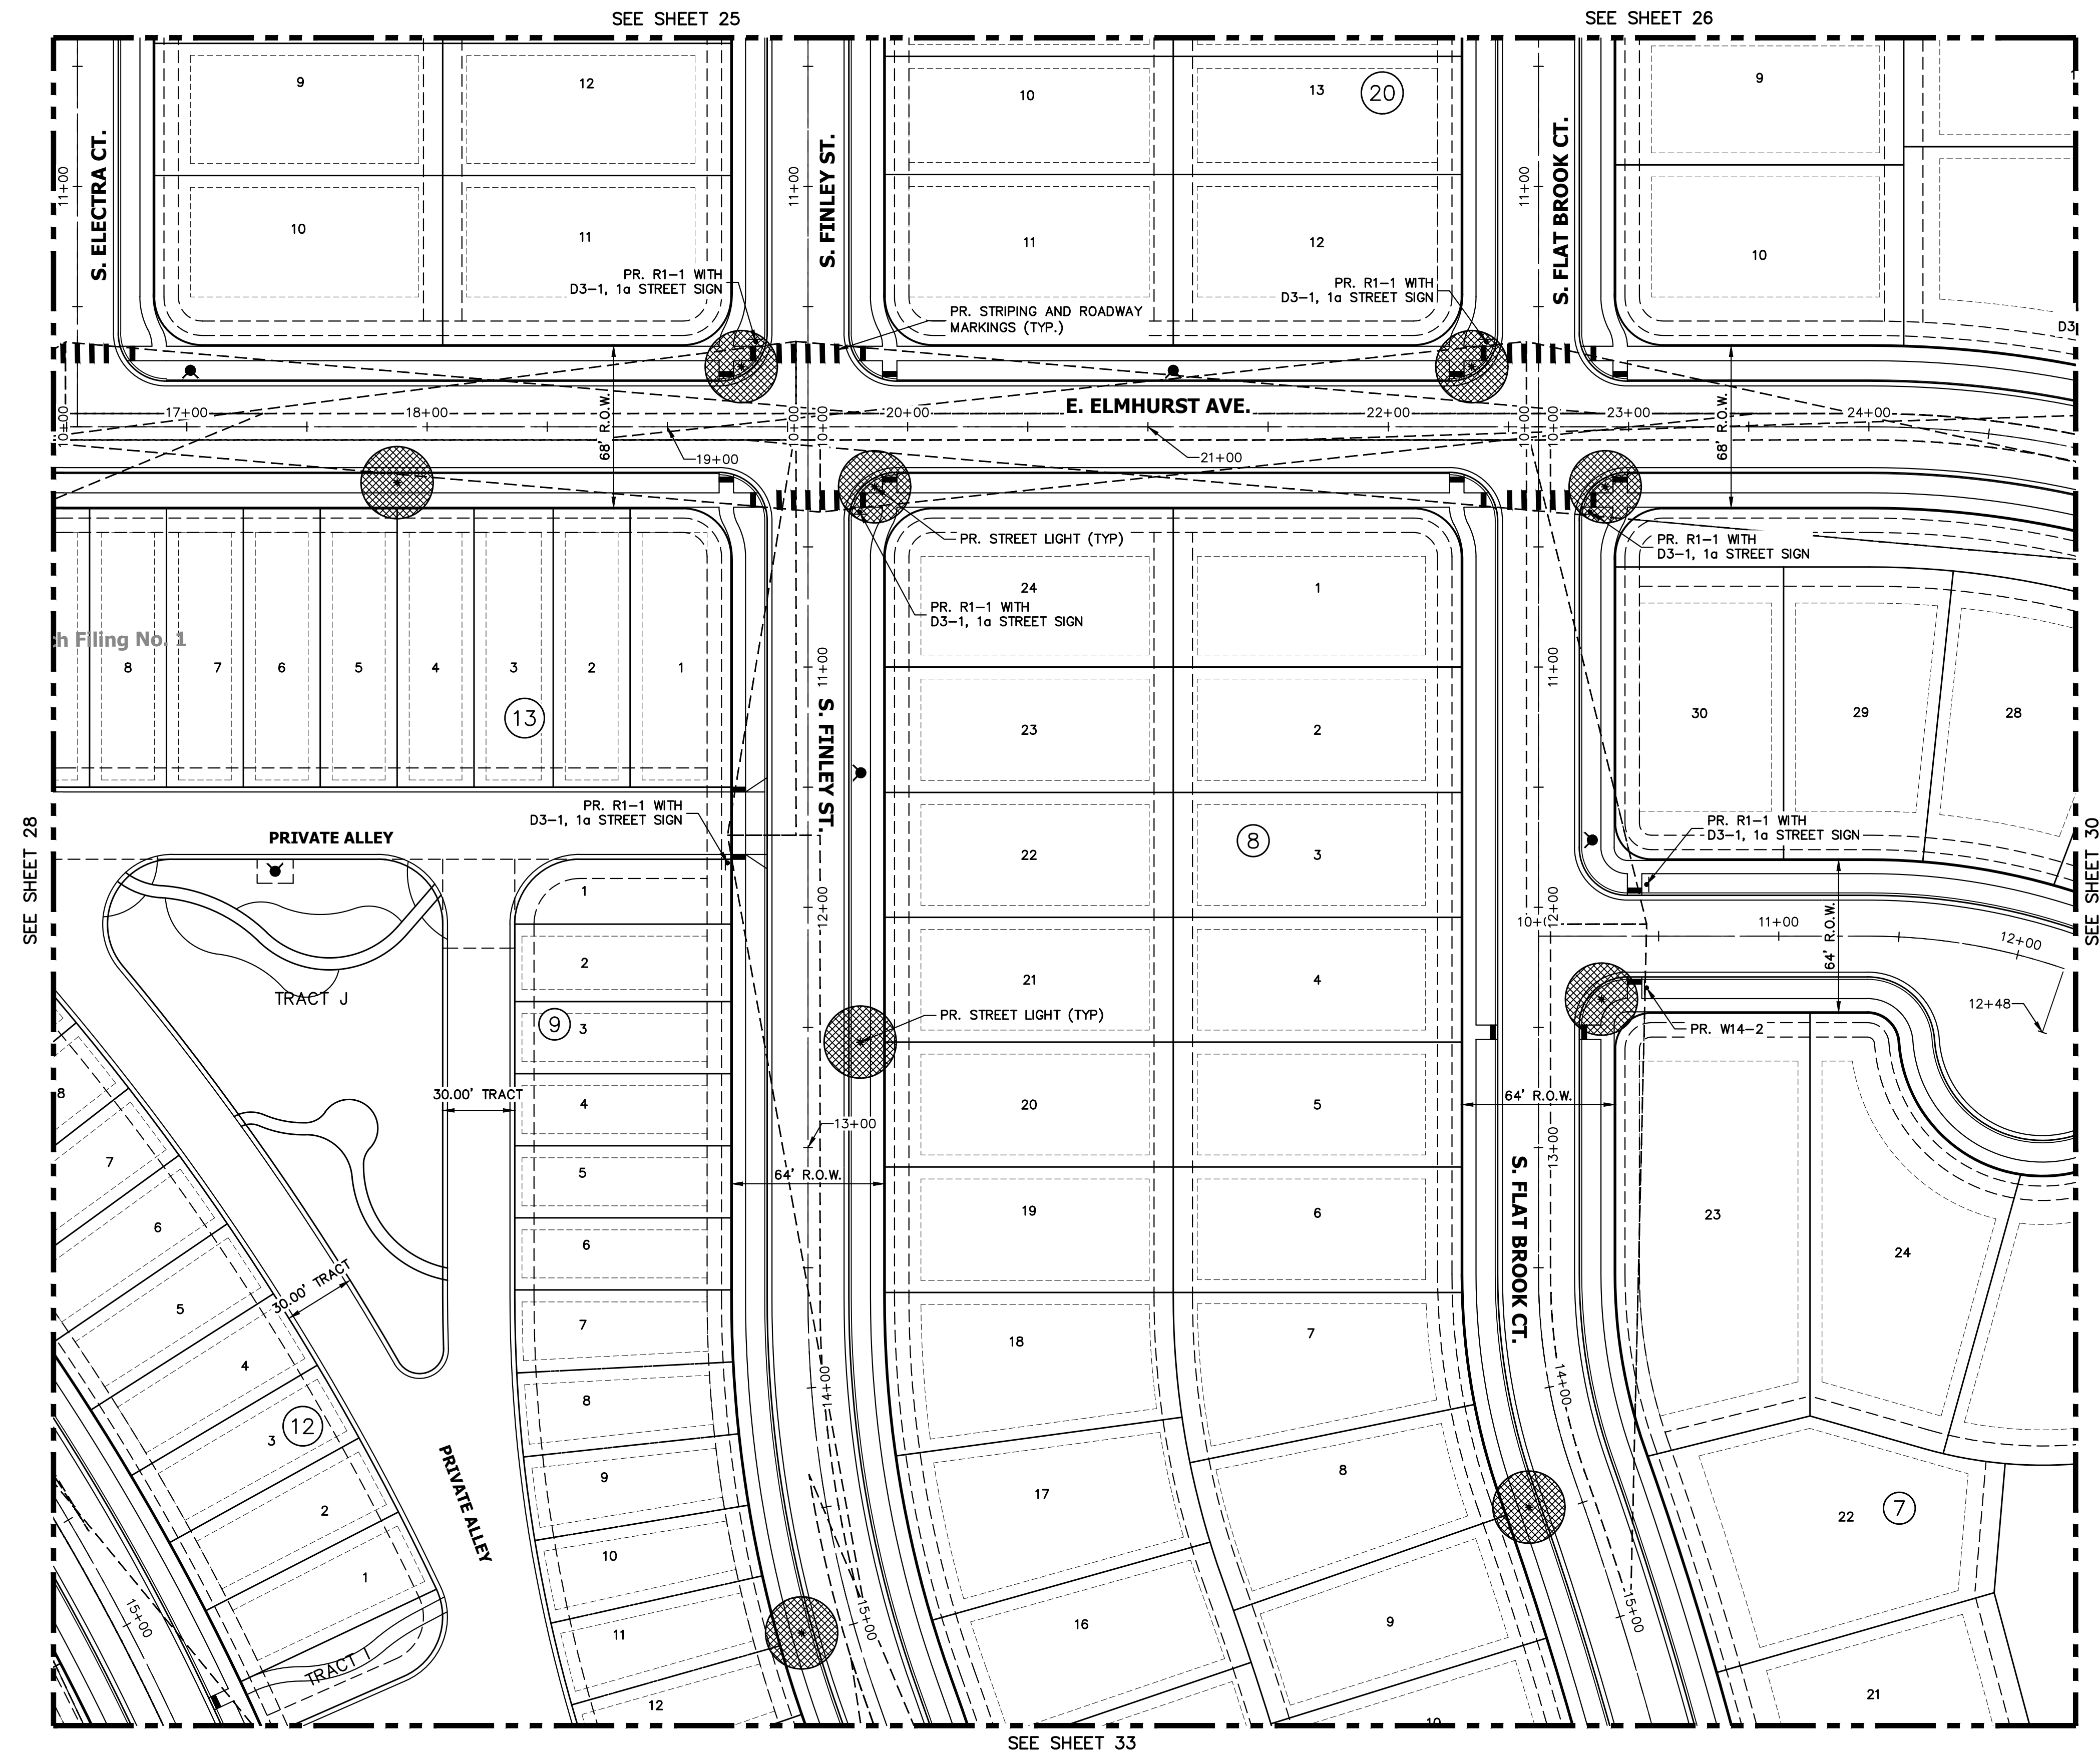 SEE SHEET 25
SEE SHEET 26
SEE SHEET 28
SEE SHEET 30
S. ELECTRA CT.
11+00
9
12
10
11
S. FINLEY ST.
11+00
10
13
20
11
12
S. FLAT BROOK CT.
11+00
9
10
D3
PR. R1-1 WITH
D3-1, 1a STREET SIGN
PR. STRIPING AND ROADWAY
MARKINGS (TYP.)
PR. R1-1 WITH
D3-1, 1a STREET SIGN
E. ELMHURST AVE.
10+00
17+00
18+00
68' R.O.W.
19+00
10+00
10+00
20+00
21+00
22+00
10+00
10+00
23+00
68' R.O.W.
24+00
PR. STREET LIGHT (TYP)
PR. R1-1 WITH
D3-1, 1a STREET SIGN
PR. R1-1 WITH
D3-1, 1a STREET SIGN
h Filing No. 1
8
7
6
5
4
3
2
1
13
PR. R1-1 WITH
D3-1, 1a STREET SIGN
PRIVATE ALLEY
TRACT J
30.00' TRACT
30.00' TRACT
PRIVATE ALLEY
TRACT I
8
7
6
5
4
3
2
1
12
15+00
1
2
3
9
4
5
6
7
8
9
10
11
12
11+00
S. FINLEY ST.
12+00
PR. STREET LIGHT (TYP)
13+00
64' R.O.W.
14+00
15+00
24
1
23
2
22
8
3
21
4
20
5
19
6
18
7
17
8
16
9
10
11+00
12+00
10+0
11+00
12+00
12+48
64' R.O.W.
PR. R1-1 WITH
D3-1, 1a STREET SIGN
PR. W14-2
64' R.O.W.
13+00
S. FLAT BROOK CT.
14+00
15+00
30
29
28
23
24
22
7
21
SEE SHEET 33